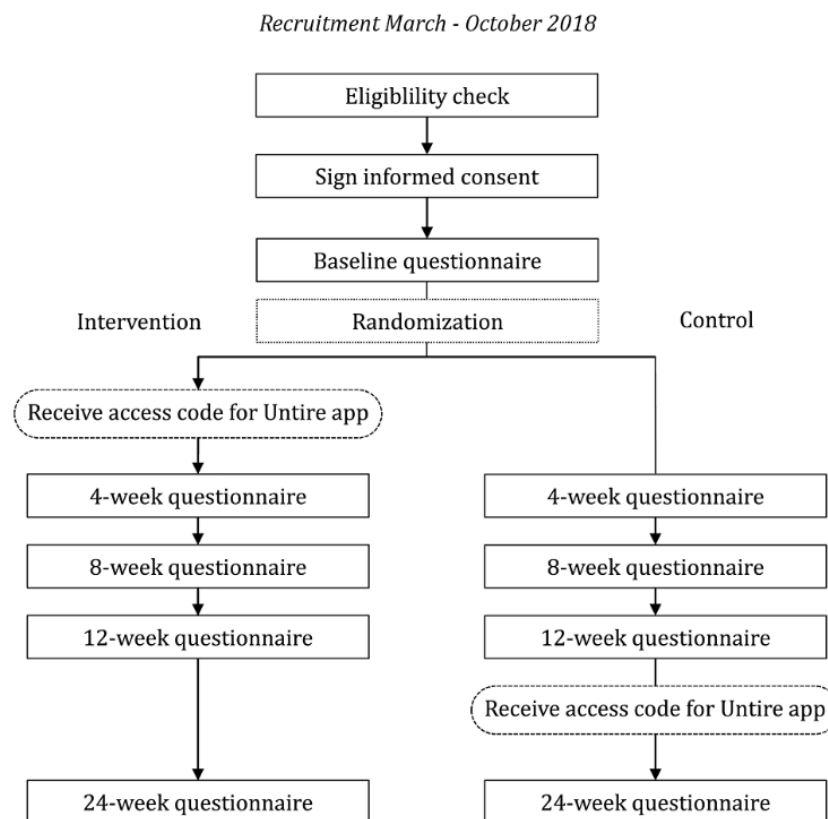 Recruitment March - October 2018
Eligiblility check
Sign informed consent
Baseline questionnaire
Intervention
Randomization
Control
Receive access code for Untire app
4-week questionnaire
4-week questionnaire
8-week questionnaire
8-week questionnaire
12-week questionnaire
12-week questionnaire
Receive access code for Untire app
24-week questionnaire
24-week questionnaire